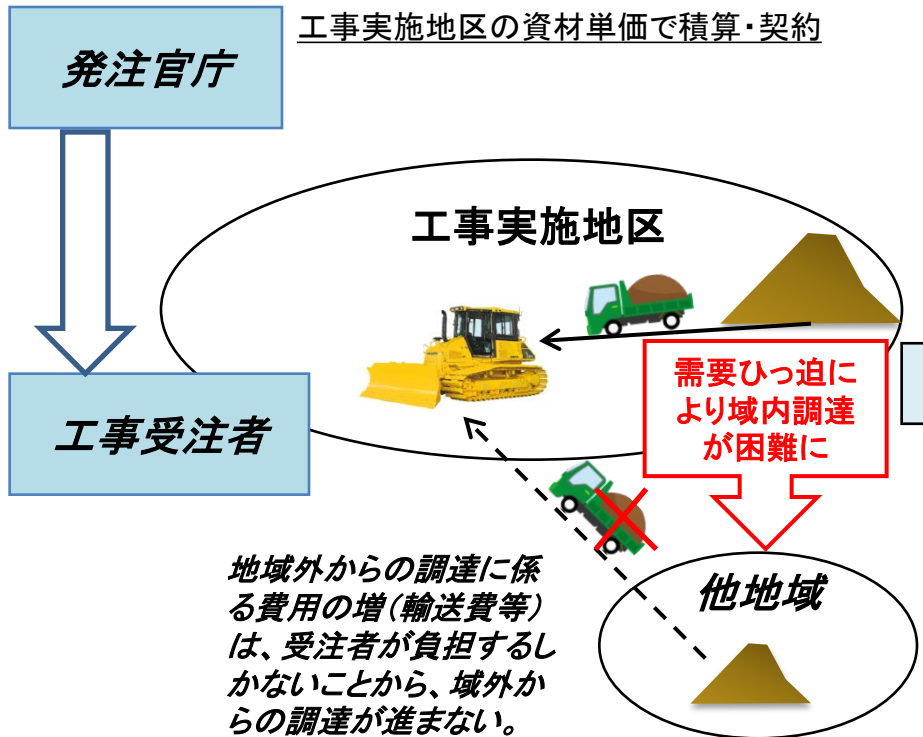 工事実施地区の資材単価で積算・契約
発注官庁
工事実施地区
需要ひっ迫に
より域内調達
が困難に
工事受注者
地域外からの調達に係
る費用の増(輸送費等)
は、受注者が負担するし
かないことから、域外か
らの調達が進まない。
他地域